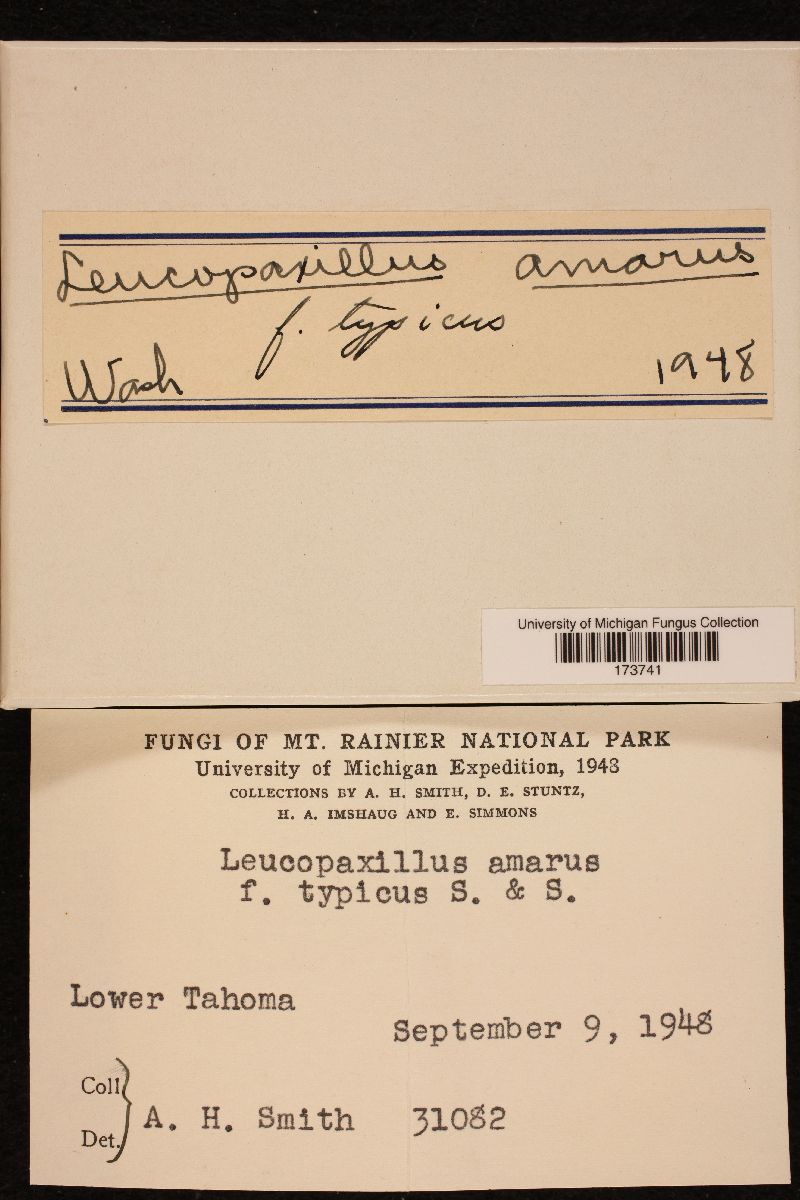 Leucopaxillus amarus
f. typicus
Wash 1948
University of Michigan Fungus Collection
173741
FUNGI OF MT. RAINIER NATIONAL PARK
University of Michigan Expedition, 1948
COLLECTIONS BY A. H. SMITH, D. E. STUNTZ,
H. A. IMSHAUG AND E. SIMMONS
Leucopaxillus amarus
f. typicus S. & S.
Lower Tahoma
September 9, 1948
Coll.
A. H. Smith 31082
Det.